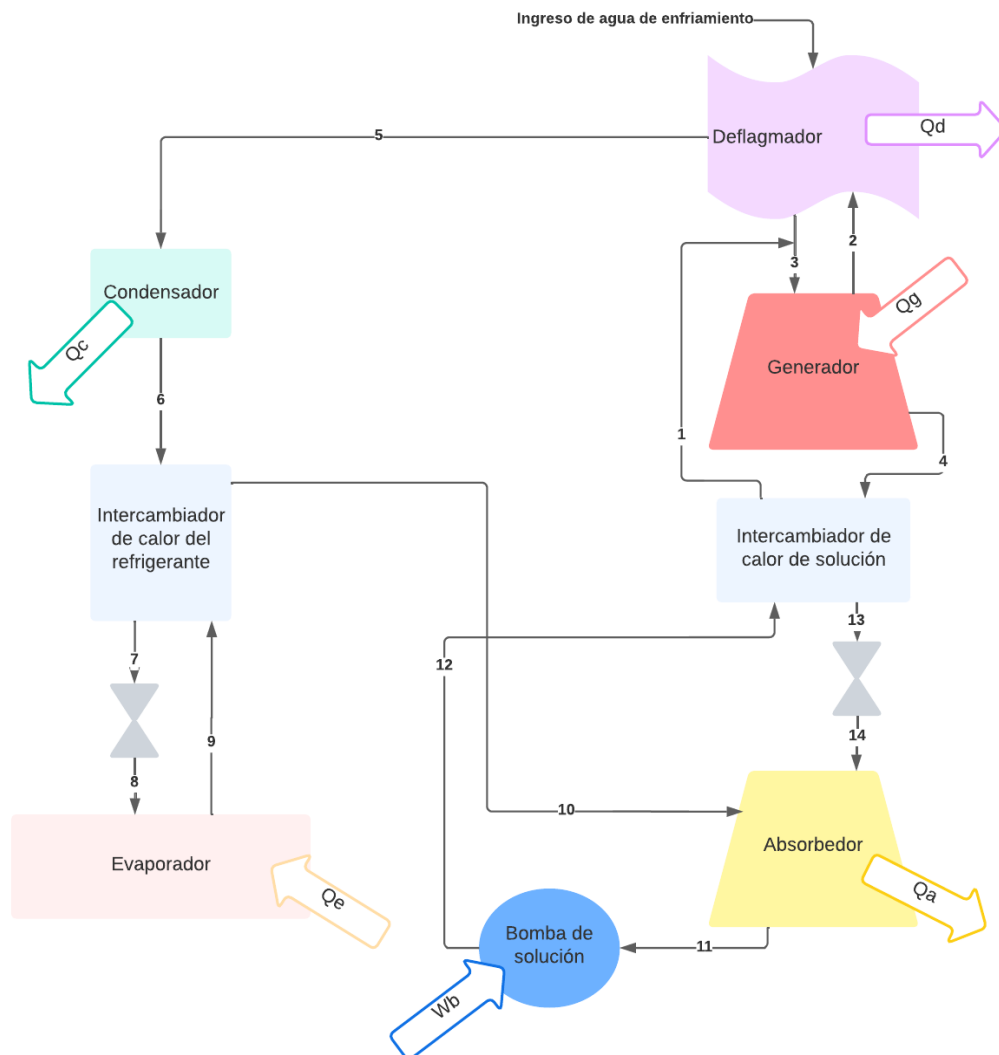 Ingreso de agua de enfriamiento
Deflagmador
Qd
5
3
2
Condensador
Qc
Qg
Generador
6
1
4
Intercambiador
de calor del
refrigerante
Intercambiador de
calor de solución
7
12
13
9
8
14
10
Evaporador
Qe
Absorbedor
Qa
Bomba de
solución
11
Wb